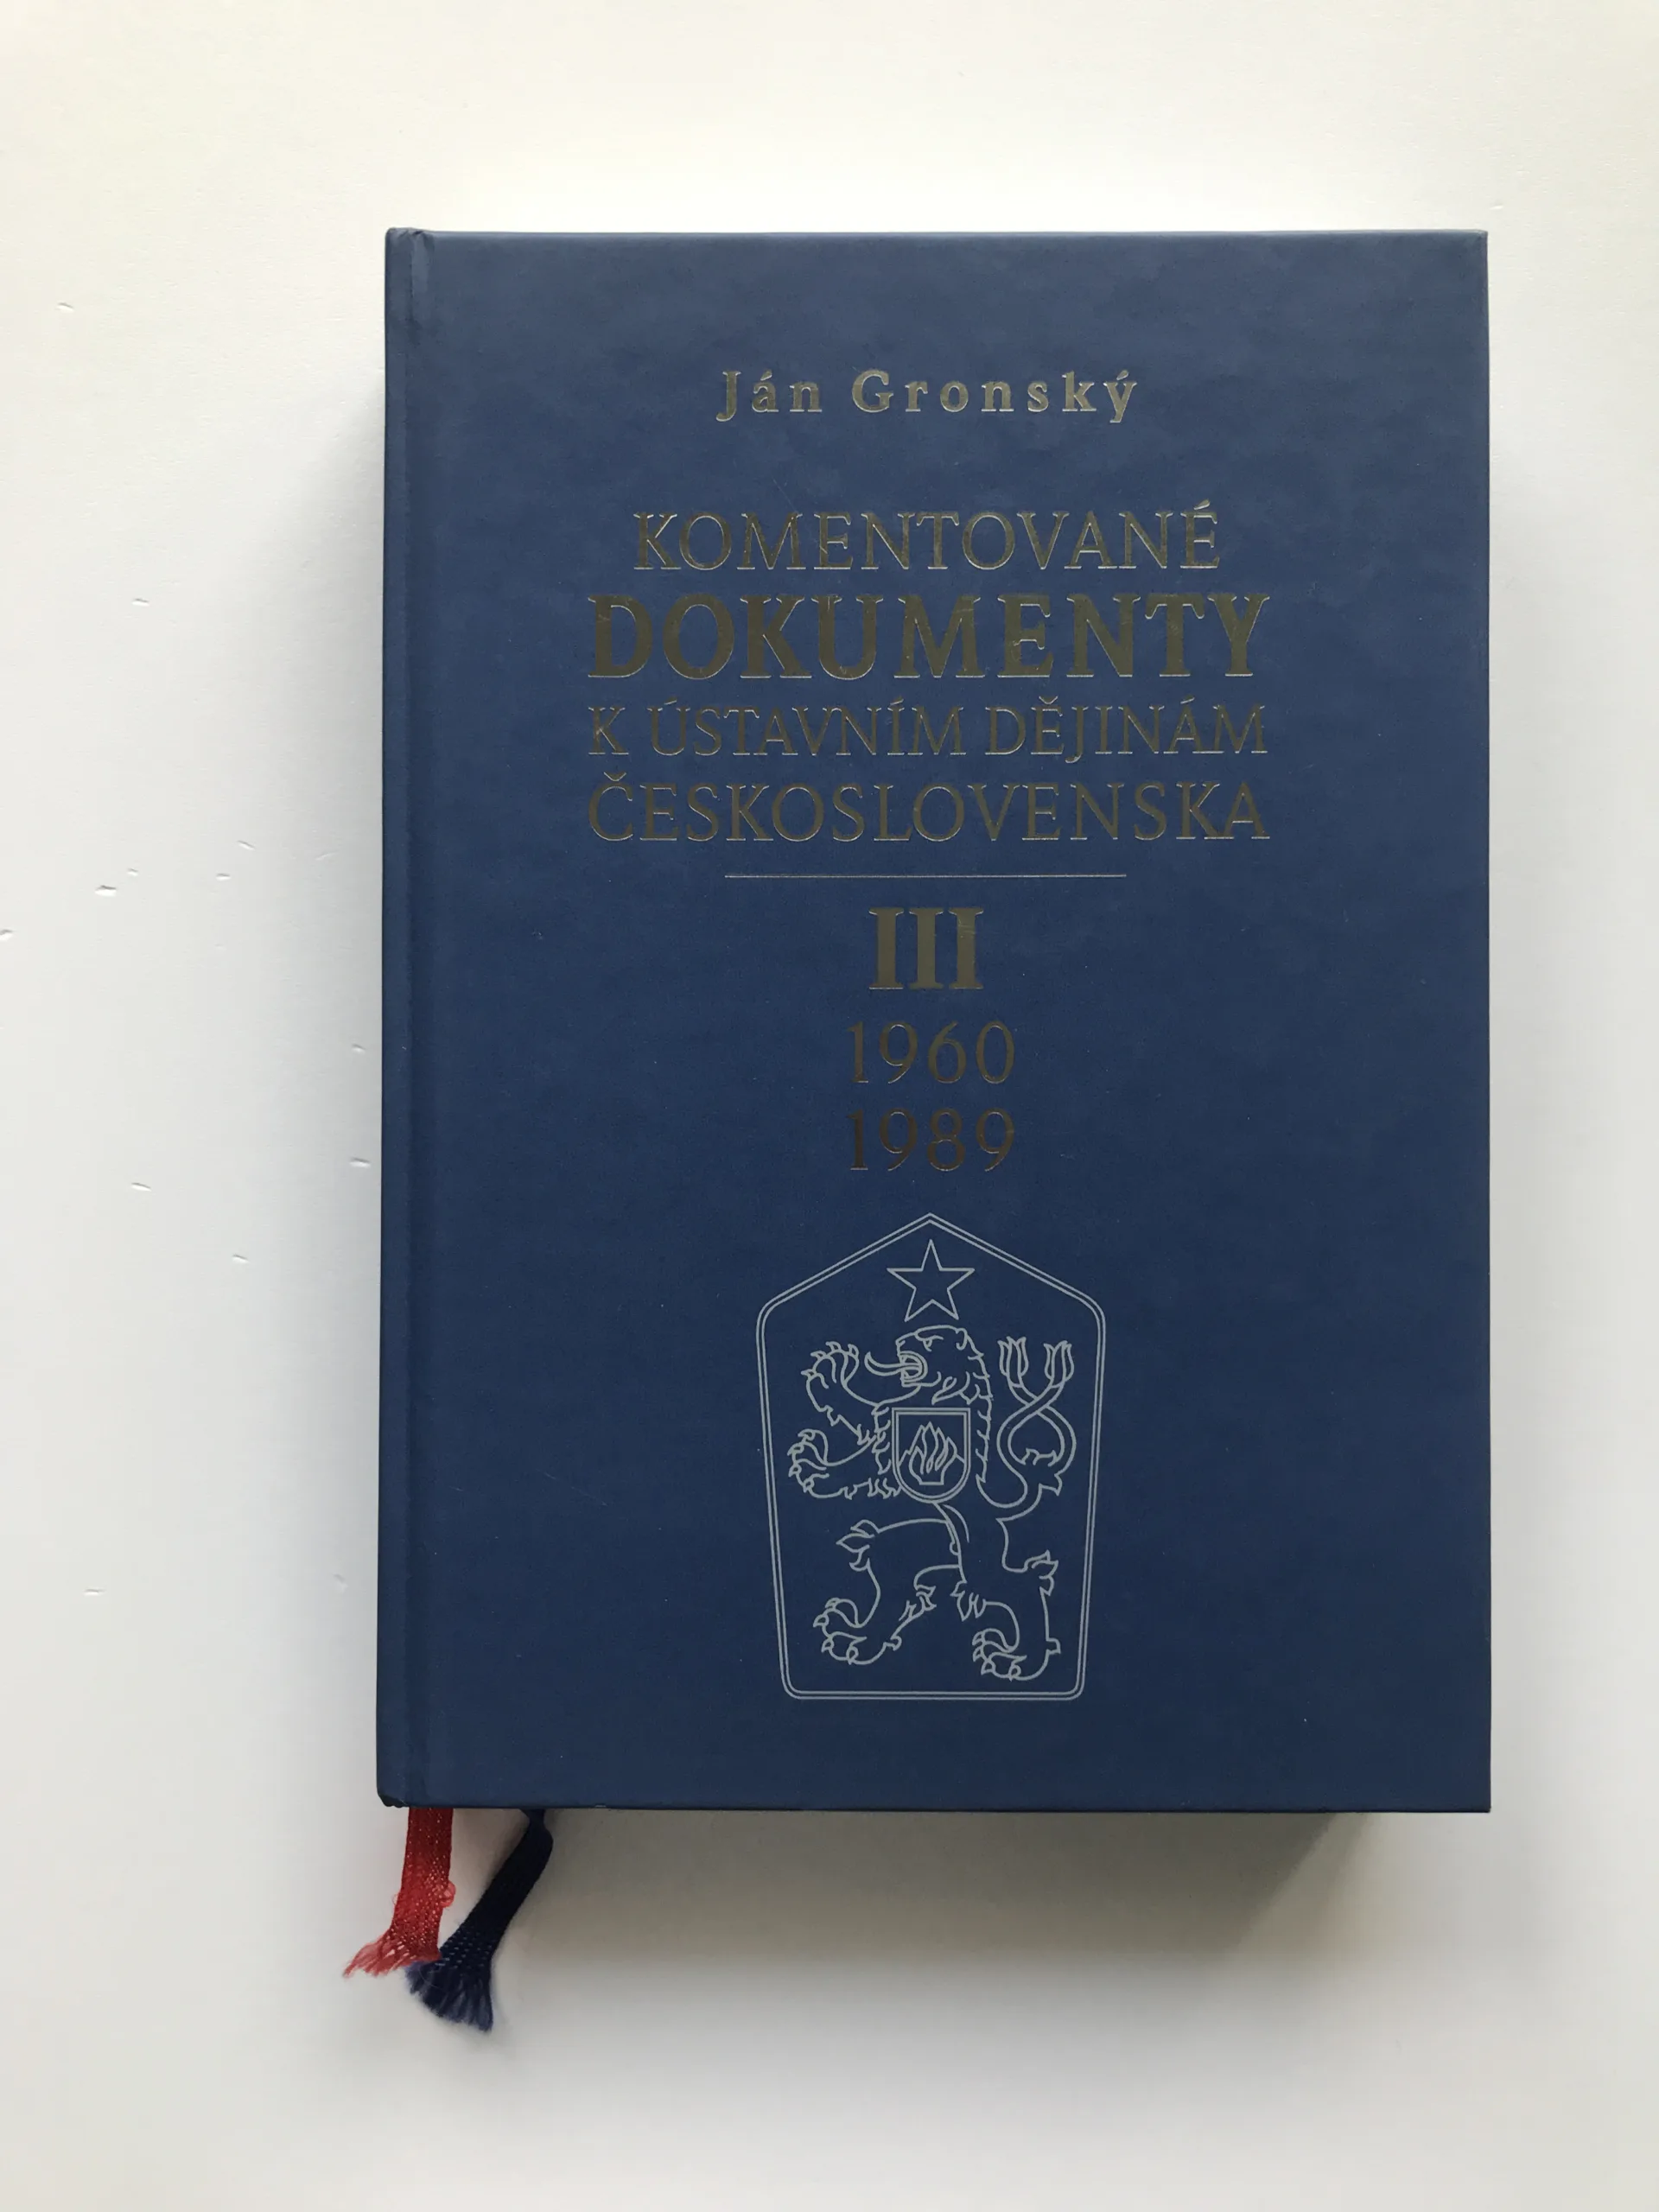 Ján Gronský
KOMENTOVANÉ
DOKUMENTY
K ÚSTAVNÍM DĚJINÁM
ČESKOSLOVENSKA
III
1960
1989